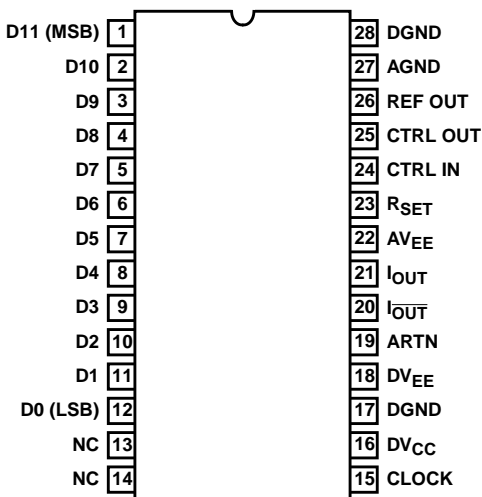 D11 (MSB) 1 28 DGND
D10 2 27 AGND
D9 3 26 REF OUT
D8 4 25 CTRL OUT
D7 5 24 CTRL IN
D6 6 23 RSET
D5 7 22 AVEE
D4 8 21 IOUT
D3 9 20 I̅O̅U̅T̅
D2 10 19 ARTN
D1 11 18 DVEE
D0 (LSB) 12 17 DGND
NC 13 16 DVCC
NC 14 15 CLOCK